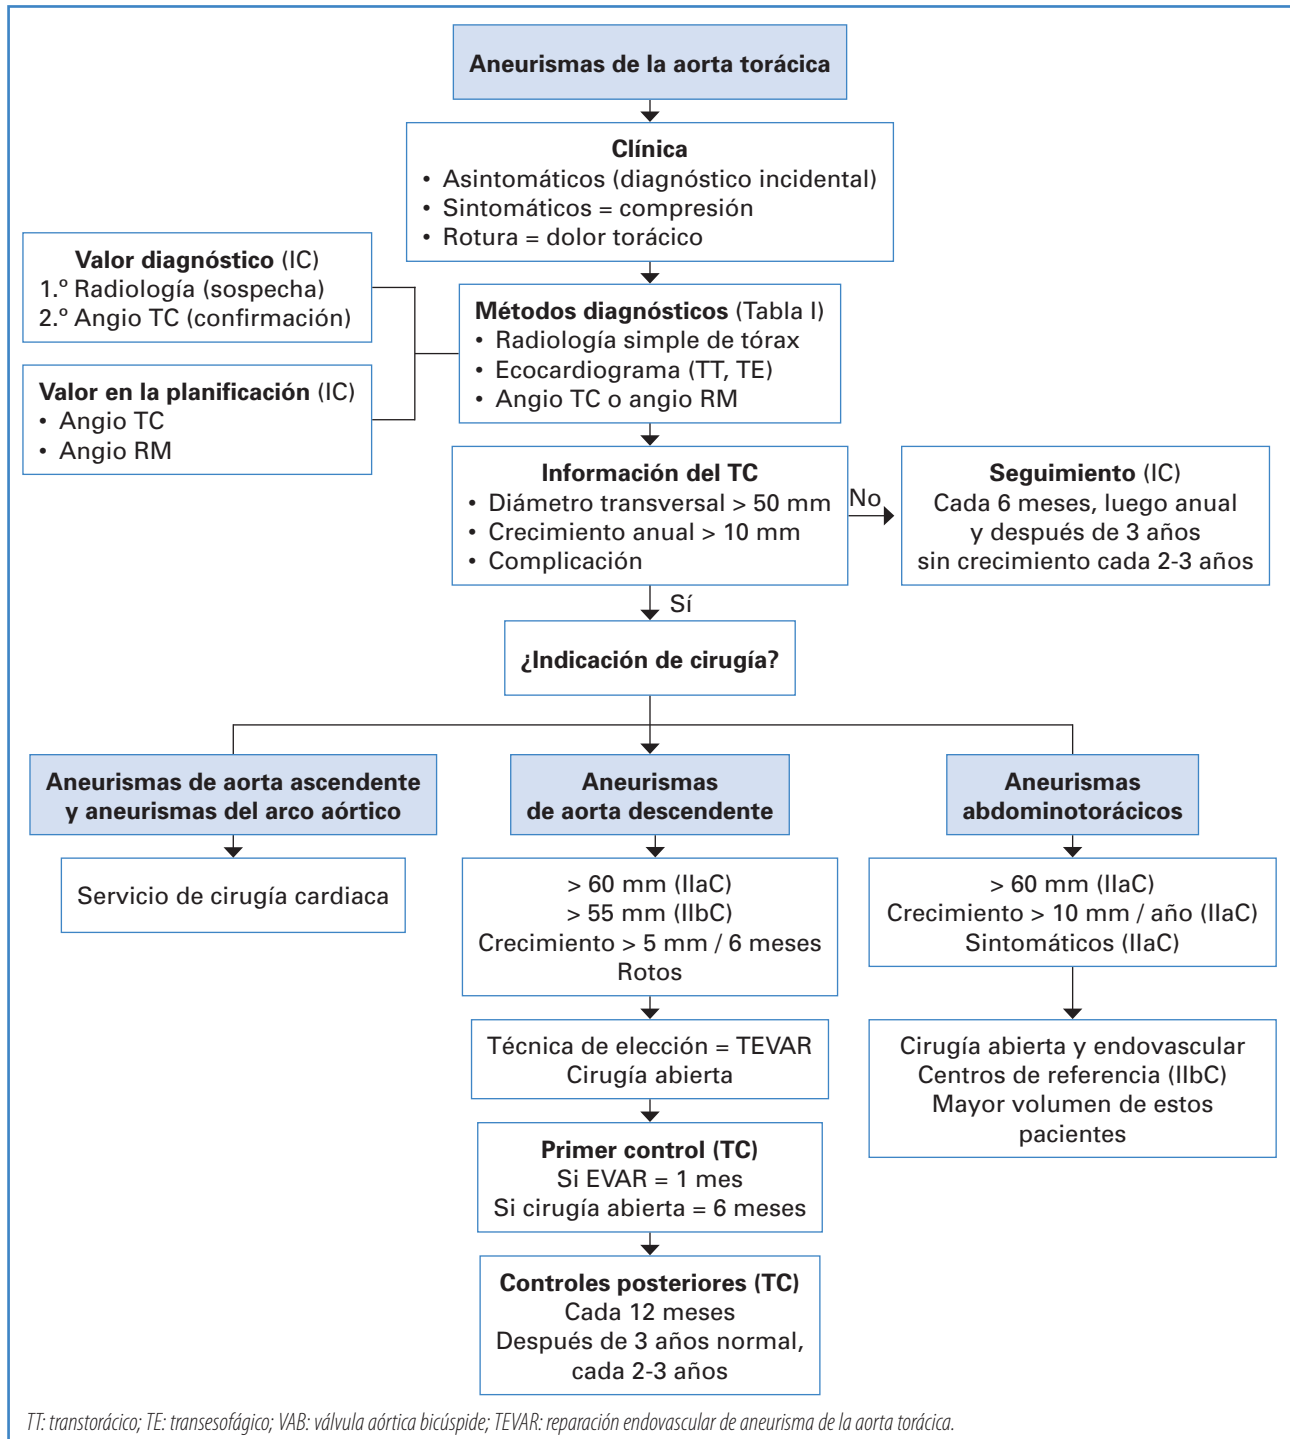 Aneurismas de la aorta torácica
Clínica
• Asintomáticos (diagnóstico incidental)
• Sintomáticos = compresión
• Rotura = dolor torácico
Valor diagnóstico (IC)
1.º Radiología (sospecha)
2.º Angio TC (confirmación)
Valor en la planificación (IC)
• Angio TC
• Angio RM
Métodos diagnósticos (Tabla I)
• Radiología simple de tórax
• Ecocardiograma (TT, TE)
• Angio TC o angio RM
Información del TC
• Diámetro transversal > 50 mm
• Crecimiento anual > 10 mm
• Complicación
No
Seguimiento (IC)
Cada 6 meses, luego anual
y después de 3 años
sin crecimiento cada 2-3 años
Sí
¿Indicación de cirugía?
Aneurismas de aorta ascendente
y aneurismas del arco aórtico
Servicio de cirugía cardiaca
Aneurismas
de aorta descendente
> 60 mm (IIaC)
> 55 mm (IIbC)
Crecimiento > 5 mm / 6 meses
Rotos
Técnica de elección = TEVAR
Cirugía abierta
Primer control (TC)
Si EVAR = 1 mes
Si cirugía abierta = 6 meses
Controles posteriores (TC)
Cada 12 meses
Después de 3 años normal,
cada 2-3 años
Aneurismas
abdominotorácicos
> 60 mm (IIaC)
Crecimiento > 10 mm / año (IIaC)
Sintomáticos (IIaC)
Cirugía abierta y endovascular
Centros de referencia (IIbC)
Mayor volumen de estos
pacientes
TT: transtorácico; TE: transesofágico; VAB: válvula aórtica bicúspide; TEVAR: reparación endovascular de aneurisma de la aorta torácica.